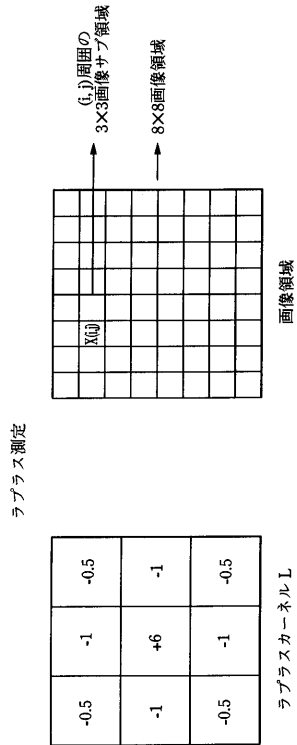 ラプラス測定
-0.5 -1 -0.5
-1 +6 -1
-0.5 -1 -0.5
ラプラスカーネル L
X(i,j)
(i, j)周囲の
3×3画像サブ領域
8×8画像領域
画像領域